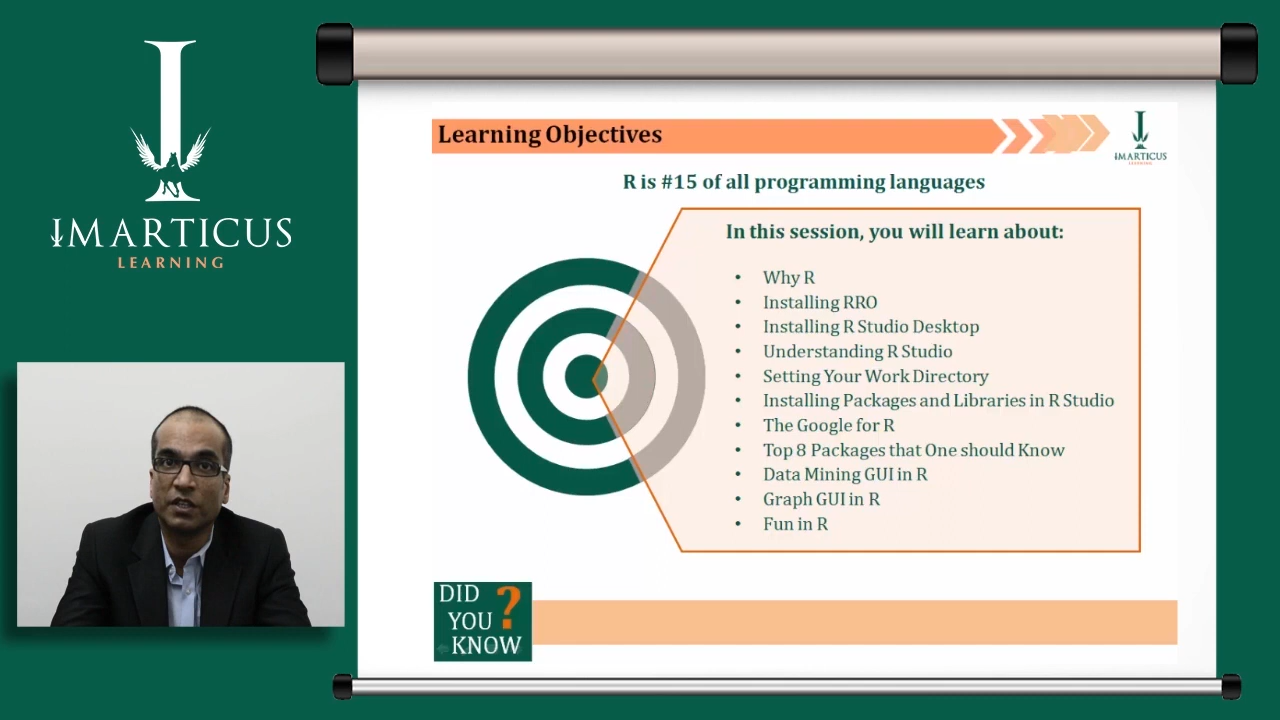 IMARTICUS
LEARNING
Learning Objectives
IMARTICUS
LEARNING
R is #15 of all programming languages
In this session, you will learn about:
• Why R
• Installing RRO
• Installing R Studio Desktop
• Understanding R Studio
• Setting Your Work Directory
• Installing Packages and Libraries in R Studio
• The Google for R
• Top 8 Packages that One should Know
• Data Mining GUI in R
• Graph GUI in R
• Fun in R
DID
YOU ?
KNOW